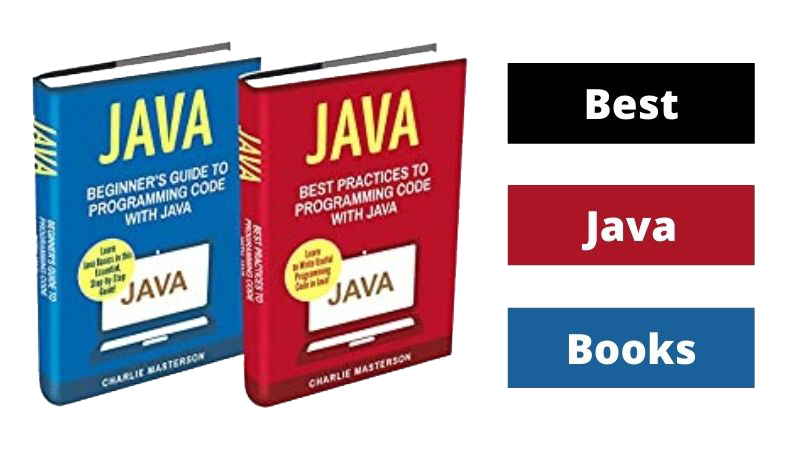 JAVA
BEGINNER'S GUIDE TO
PROGRAMMING CODE
WITH JAVA
Learn
Java Basics in this
Essential,
Step-by-Step
Guide!
JAVA
CHARLIE MASTERSON
JAVA
BEGINNER'S GUIDE TO
PROGRAMMING CODE
JAVA
BEST PRACTICES TO
PROGRAMMING CODE
WITH JAVA
Learn
to Write Useful
Programming
Code in Java!
JAVA
CHARLIE MASTERSON
JAVA
BEST PRACTICES TO
PROGRAMMING CODE
WITH JAVA
Best
Java
Books